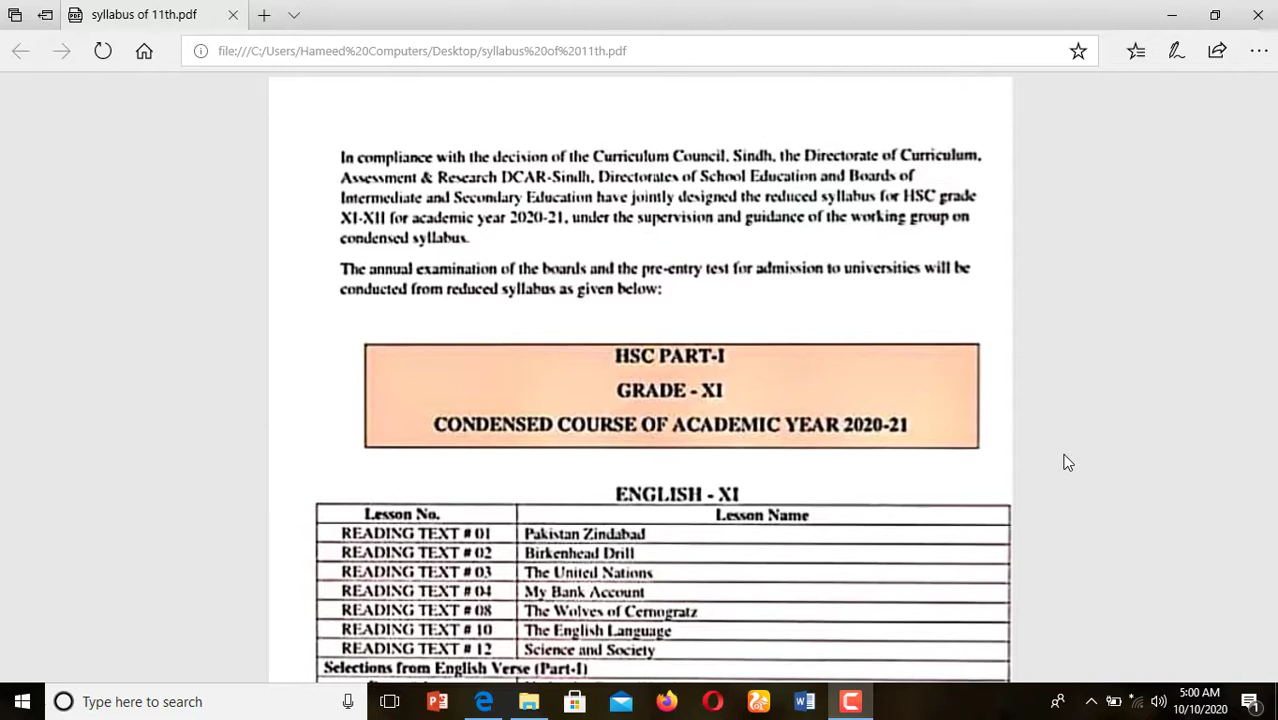 syllabus of 11th.pdf
file:///C:/Users/Hameed%20Computers/Desktop/syllabus%20of%2011th.pdf
In compliance with the decision of the Curriculum Council, Sindh, the Directorate of Curriculum,
Assessment & Research DCAR-Sindh, Directorates of School Education and Boards of
Intermediate and Secondary Education have jointly designed the reduced syllabus for HSC grade
XI-XII for academic year 2020-21, under the supervision and guidance of the working group on
condensed syllabus.
The annual examination of the boards and the pre-entry test for admission to universities will be
conducted from reduced syllabus as given below:
HSC PART-I
GRADE - XI
CONDENSED COURSE OF ACADEMIC YEAR 2020-21
ENGLISH - XI
Lesson No. Lesson Name
READING TEXT # 01 Pakistan Zindabad
READING TEXT # 02 Birkenhead Drill
READING TEXT # 03 The United Nations
READING TEXT # 04 My Bank Account
READING TEXT # 08 The Wolves of Cernogratz
READING TEXT # 10 The English Language
READING TEXT # 12 Science and Society
Selections from English Verse (Part-I)
Type here to search
5:00 AM
10/10/2020